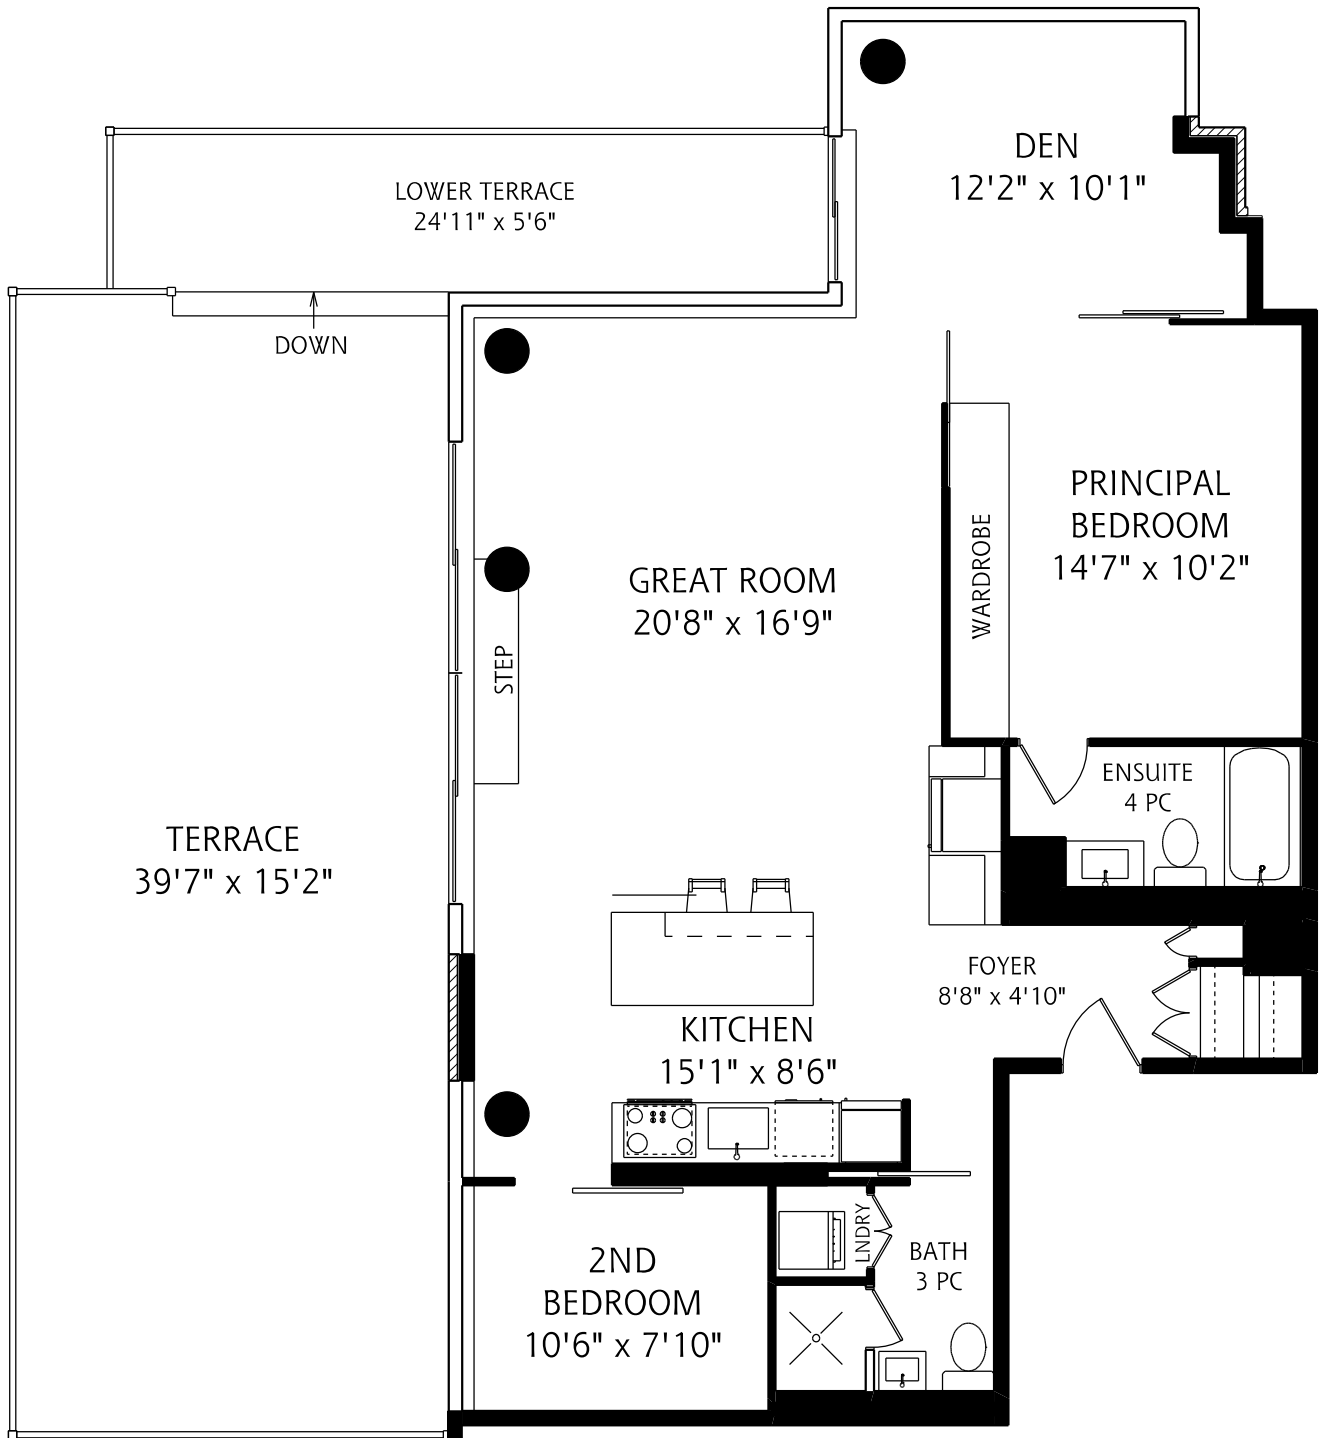 DEN
12'2" x 10'1"
LOWER TERRACE
24'11" x 5'6"
DOWN
PRINCIPAL
BEDROOM
14'7" x 10'2"
WARDROBE
GREAT ROOM
20'8" x 16'9"
STEP
ENSUITE
4 PC
TERRACE
39'7" x 15'2"
FOYER
8'8" x 4'10"
KITCHEN
15'1" x 8'6"
LNDRY
BATH
3 PC
2ND
BEDROOM
10'6" x 7'10"